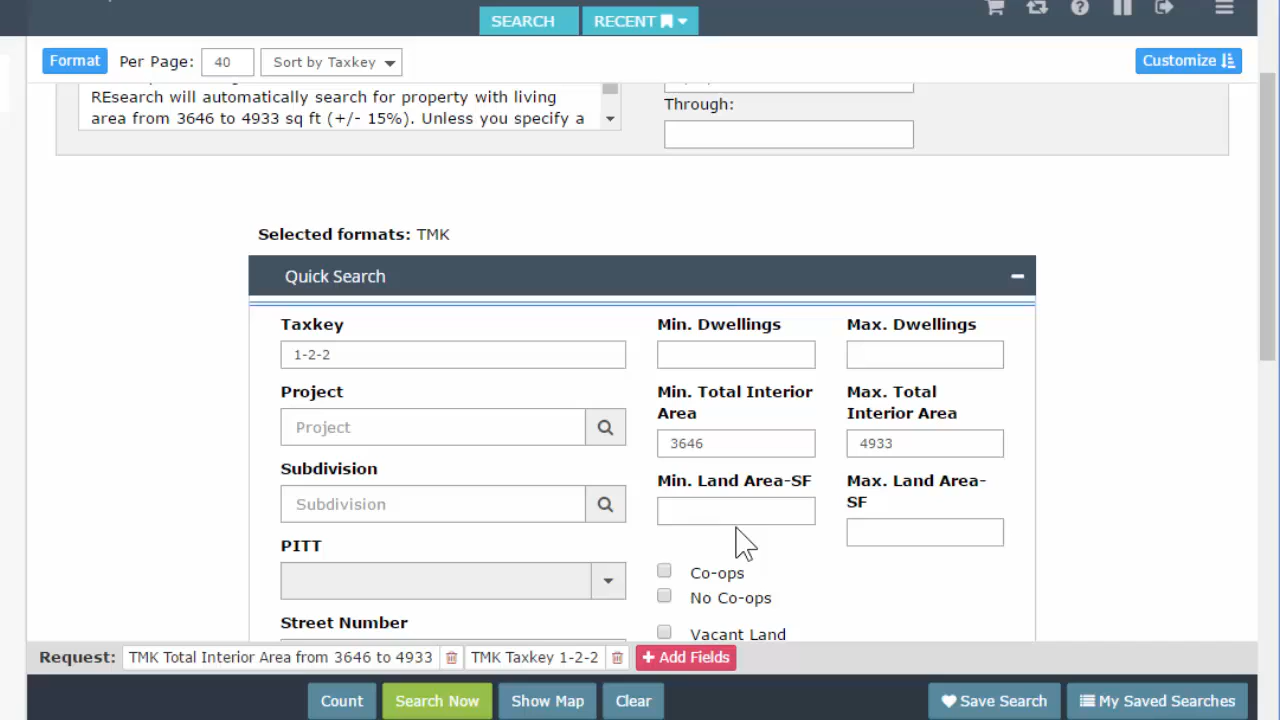 SEARCH RECENT
Format Per Page: 40 Sort by Taxkey Customize
REsearch will automatically search for property with living
area from 3646 to 4933 sq ft (+/- 15%). Unless you specify a
Through:
Selected formats: TMK
Quick Search
Taxkey
1-2-2
Project
Project
Subdivision
Subdivision
PITT
Street Number
Min. Dwellings
Max. Dwellings
Min. Total Interior
Area
3646
Max. Total
Interior Area
4933
Min. Land Area-SF
Max. Land Area-
SF
Co-ops
No Co-ops
Vacant Land
Request: TMK Total Interior Area from 3646 to 4933 TMK Taxkey 1-2-2 + Add Fields
Count Search Now Show Map Clear Save Search My Saved Searches